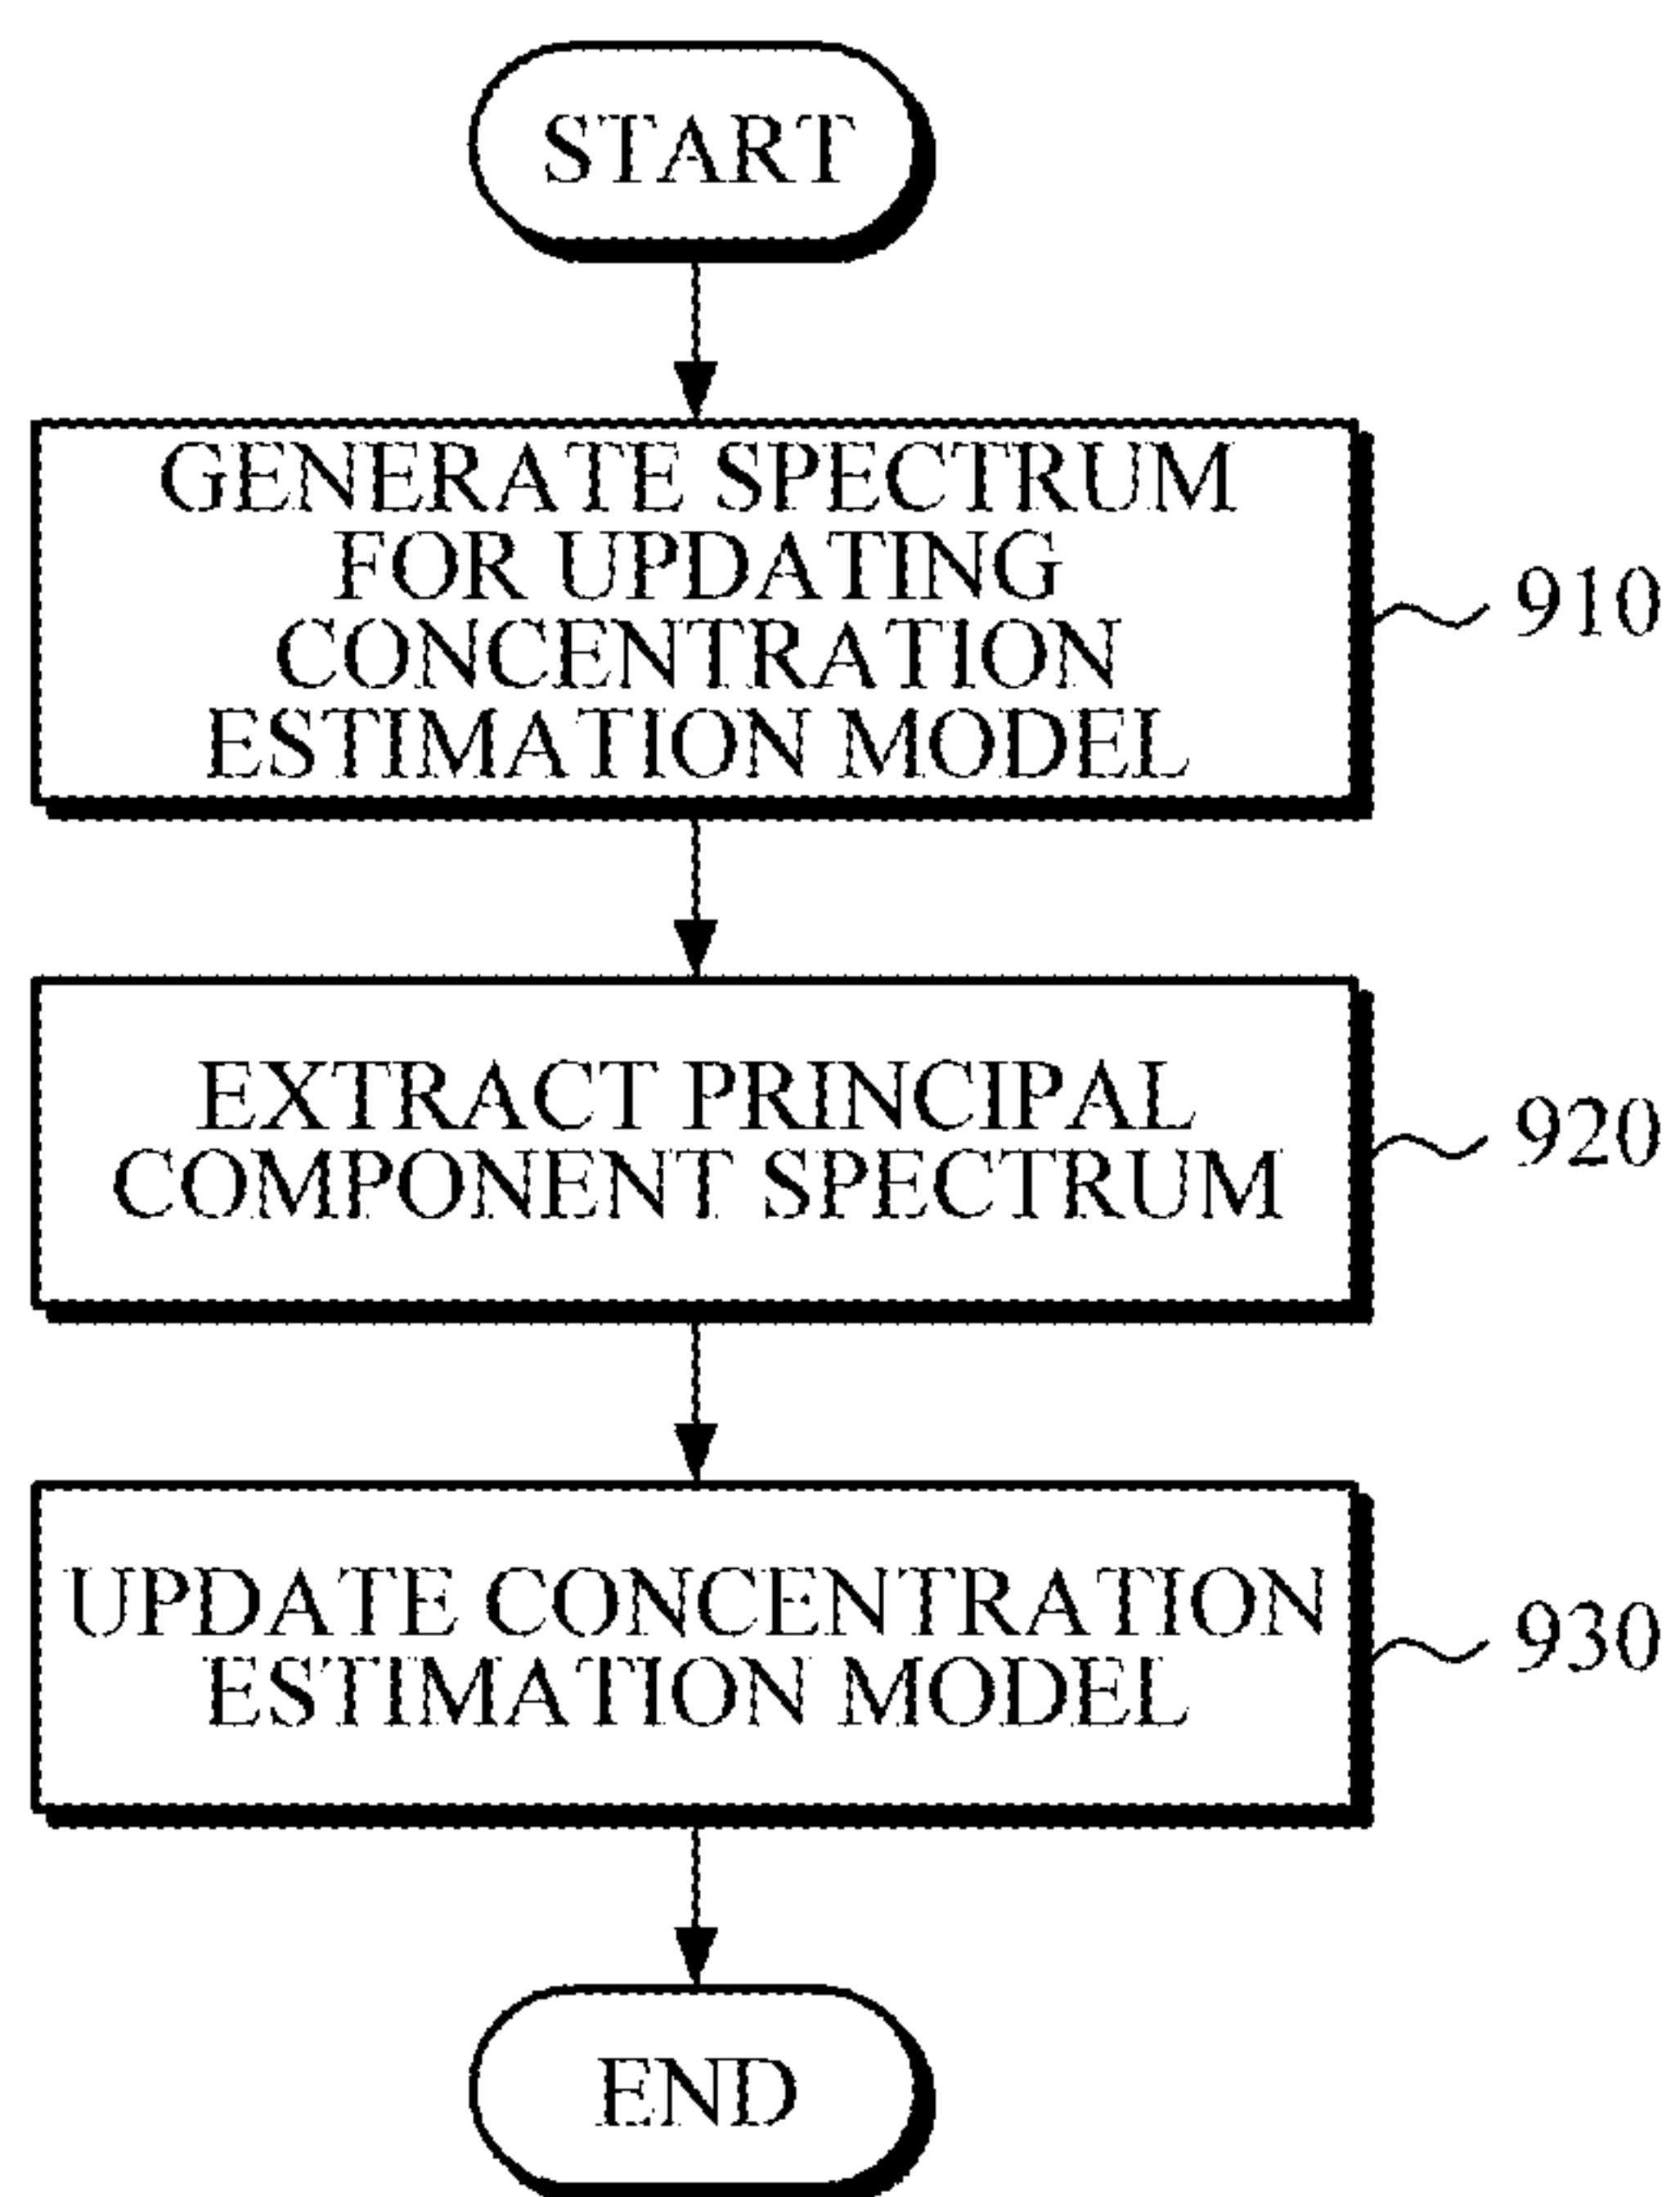 START
GENERATE SPECTRUM
FOR UPDATING
CONCENTRATION
ESTIMATION MODEL
910
EXTRACT PRINCIPAL
COMPONENT SPECTRUM
920
UPDATE CONCENTRATION
ESTIMATION MODEL
930
END